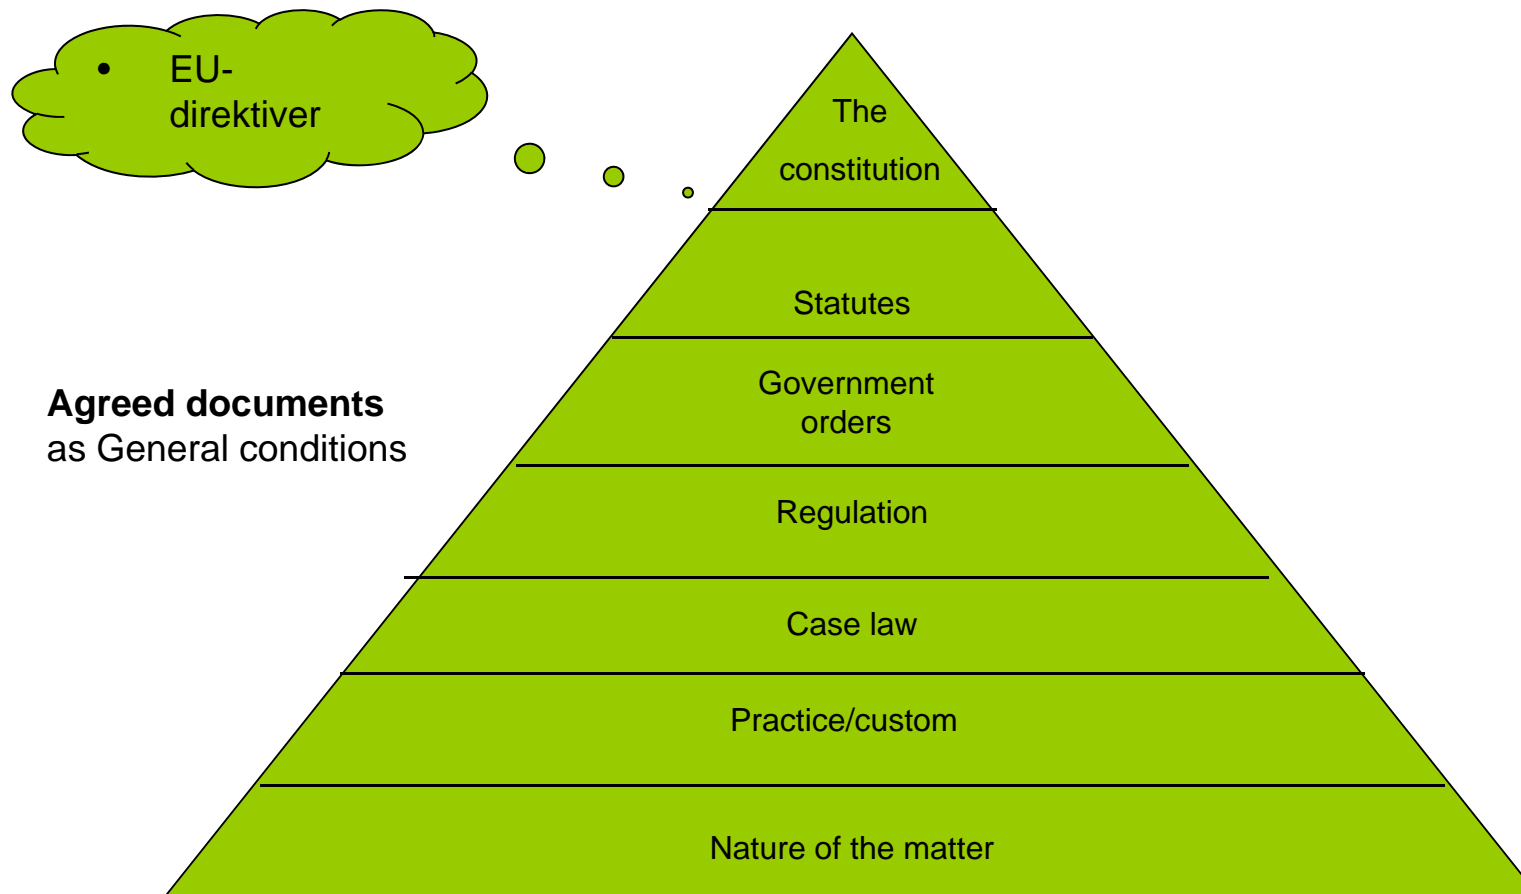 • EU-
direktiver
The
constitution
Statutes
Government
orders
Agreed documents
as General conditions
Regulation
Case law
Practice/custom
Nature of the matter